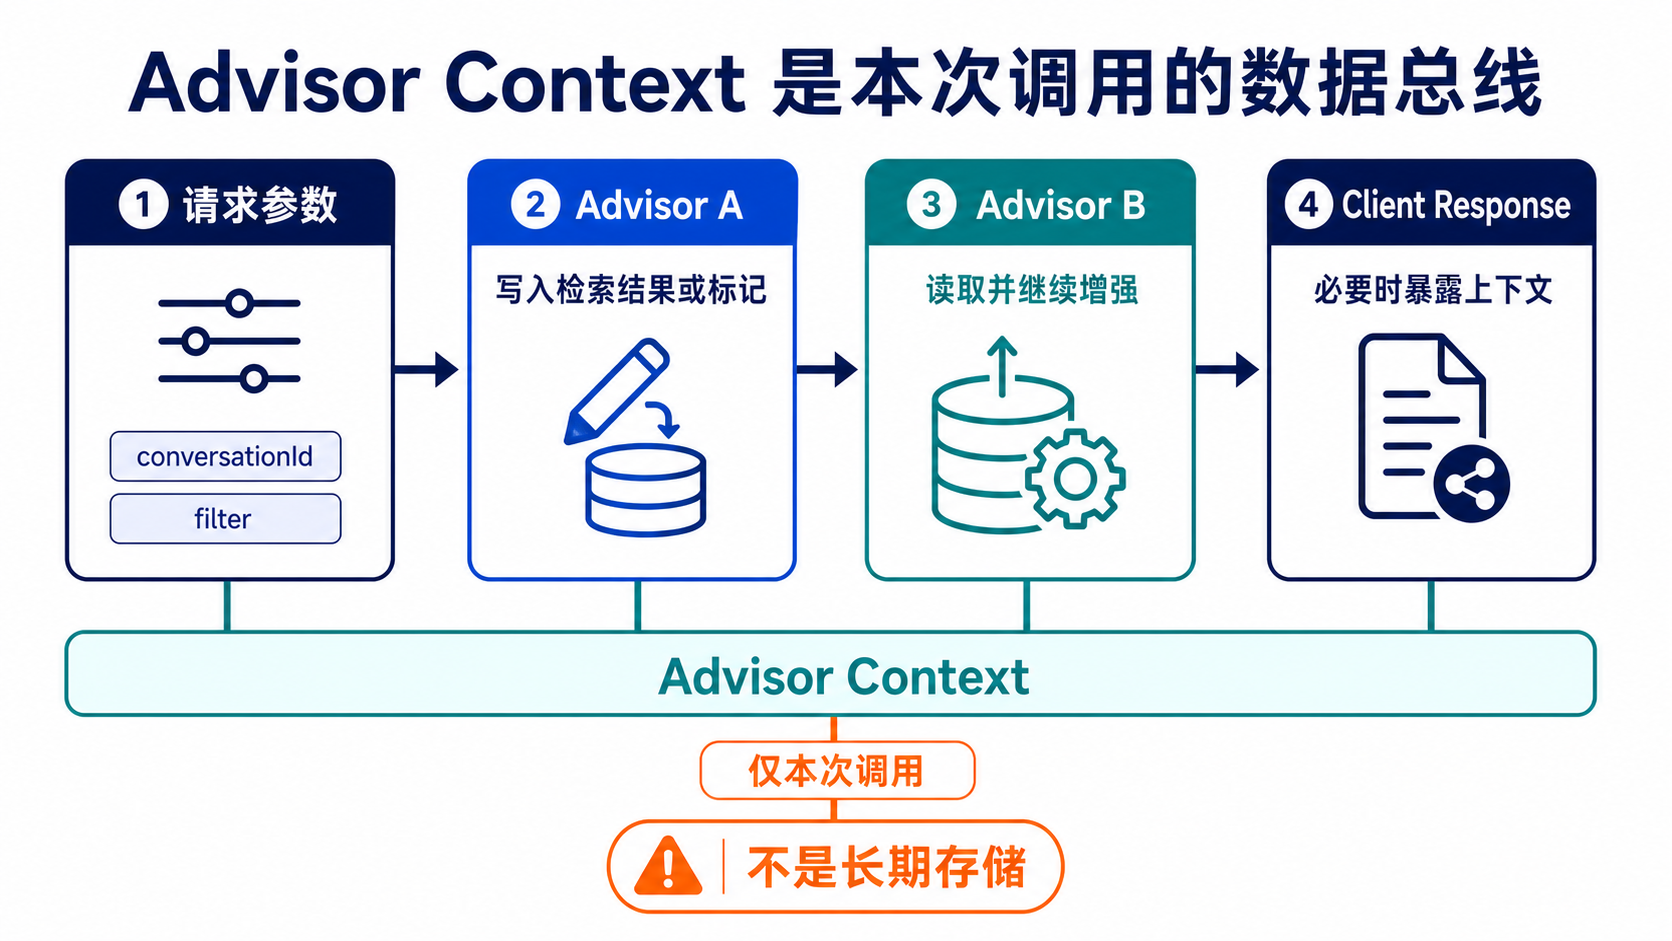 Advisor Context 是本次调用的数据总线
1 请求参数
conversationId
filter
2 Advisor A
写入检索结果或标记
3 Advisor B
读取并继续增强
4 Client Response
必要时暴露上下文
Advisor Context
仅本次调用
不是长期存储